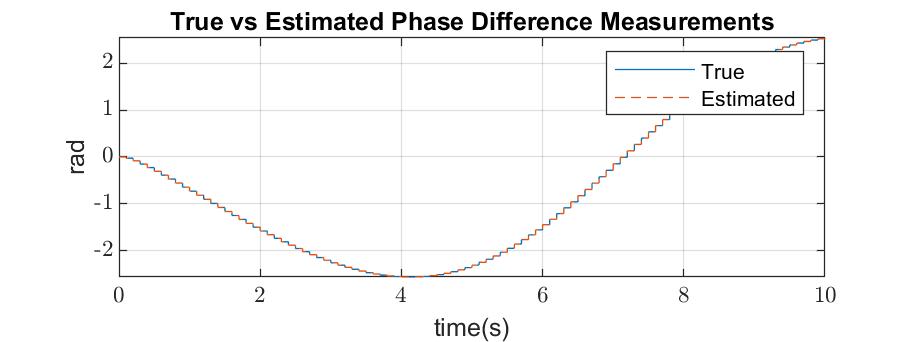 True vs Estimated Phase Difference Measurements
2
1
0
-1
-2
rad
True
Estimated
0 2 4 6 8 10
time(s)